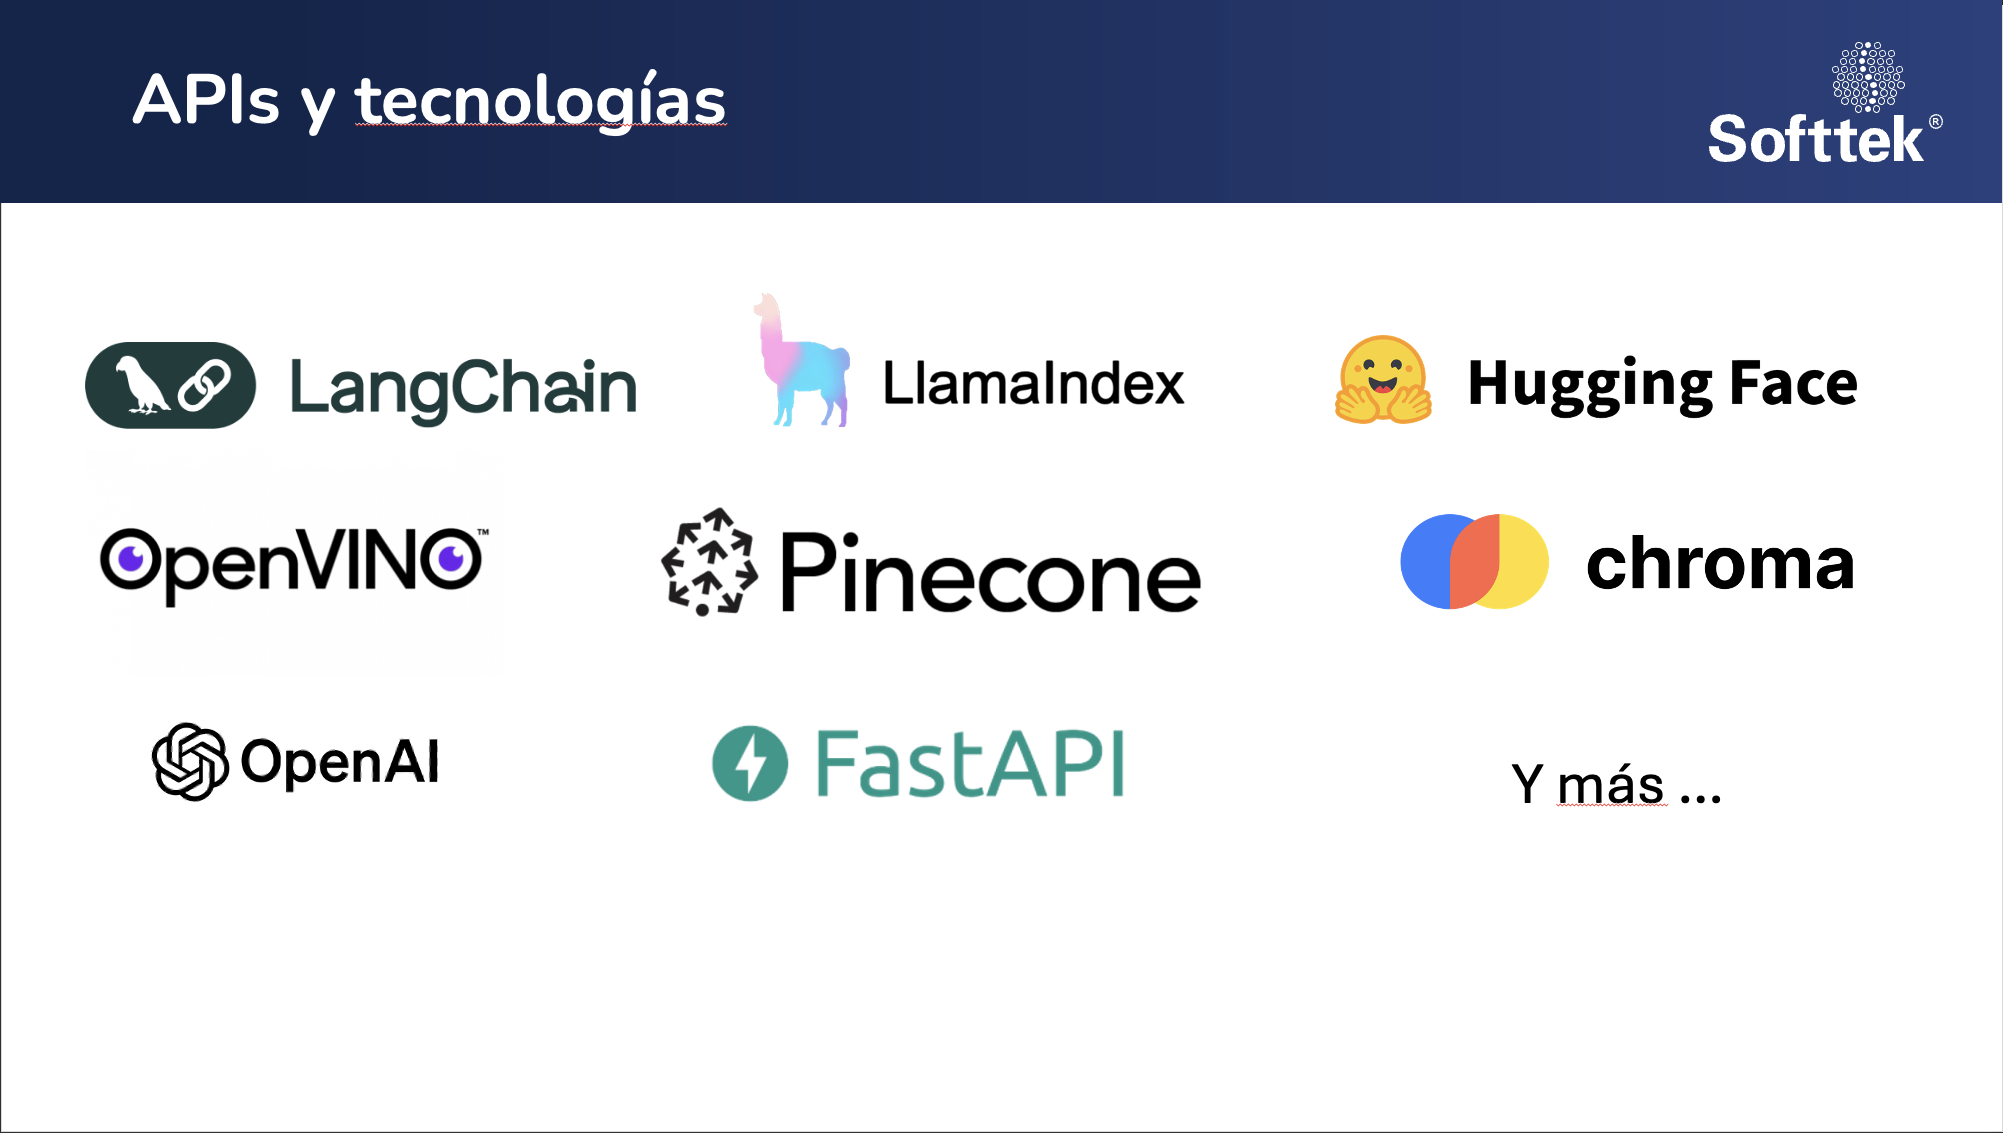 APIs y tecnologías
Softtek®
LangChain
LlamaIndex
Hugging Face
OpenVINO™
Pinecone
chroma
OpenAI
FastAPI
Y más ...